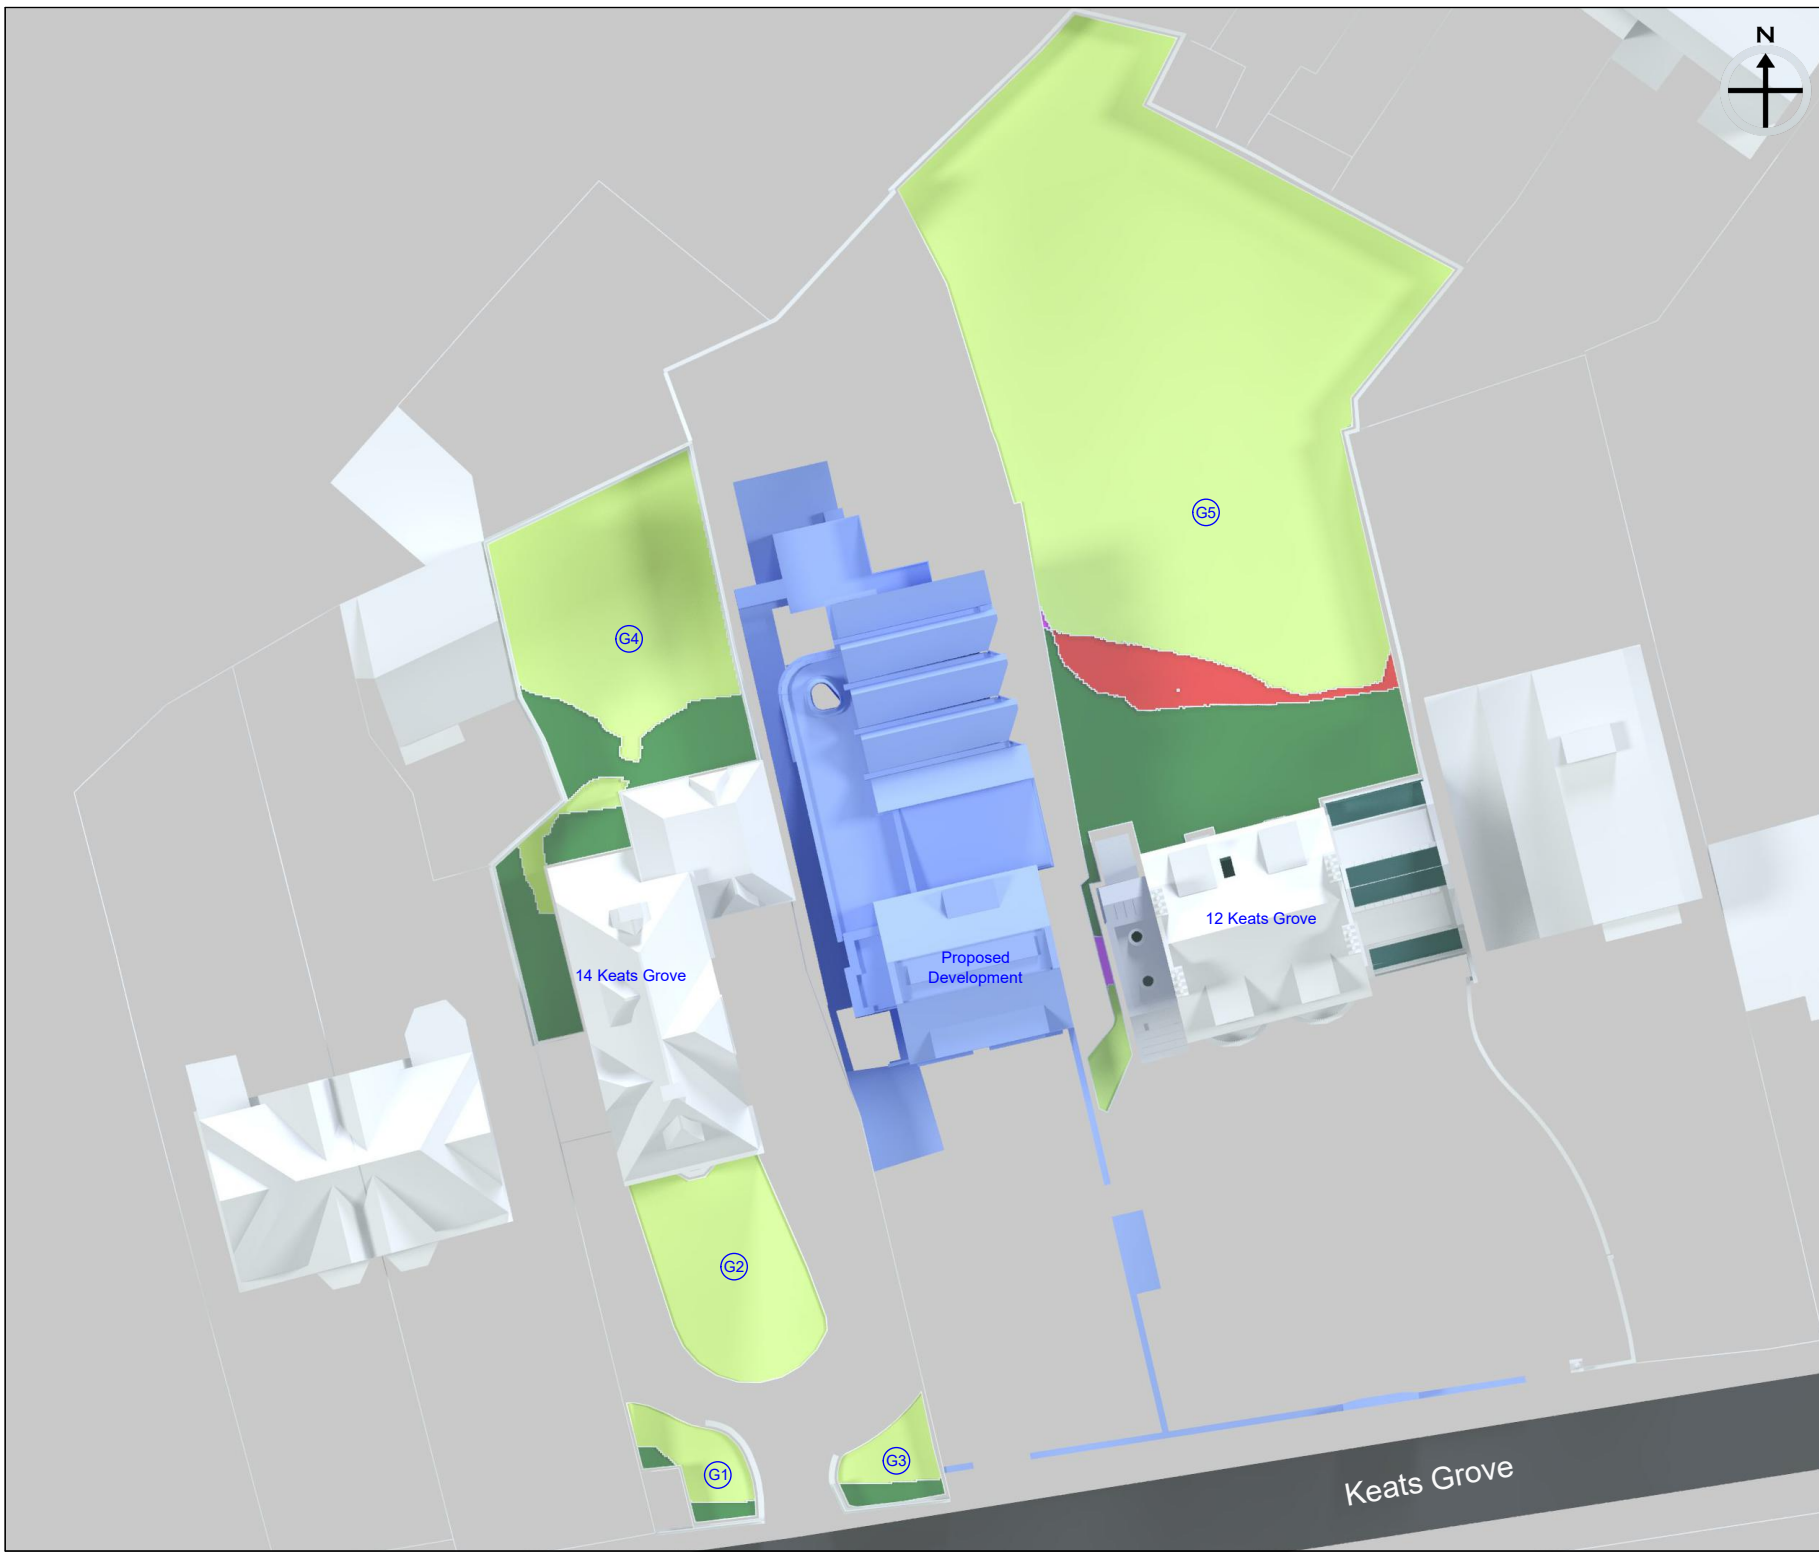 N
G5
G4
12 Keats Grove
Proposed
Development
14 Keats Grove
G2
G3
G1
Keats Grove